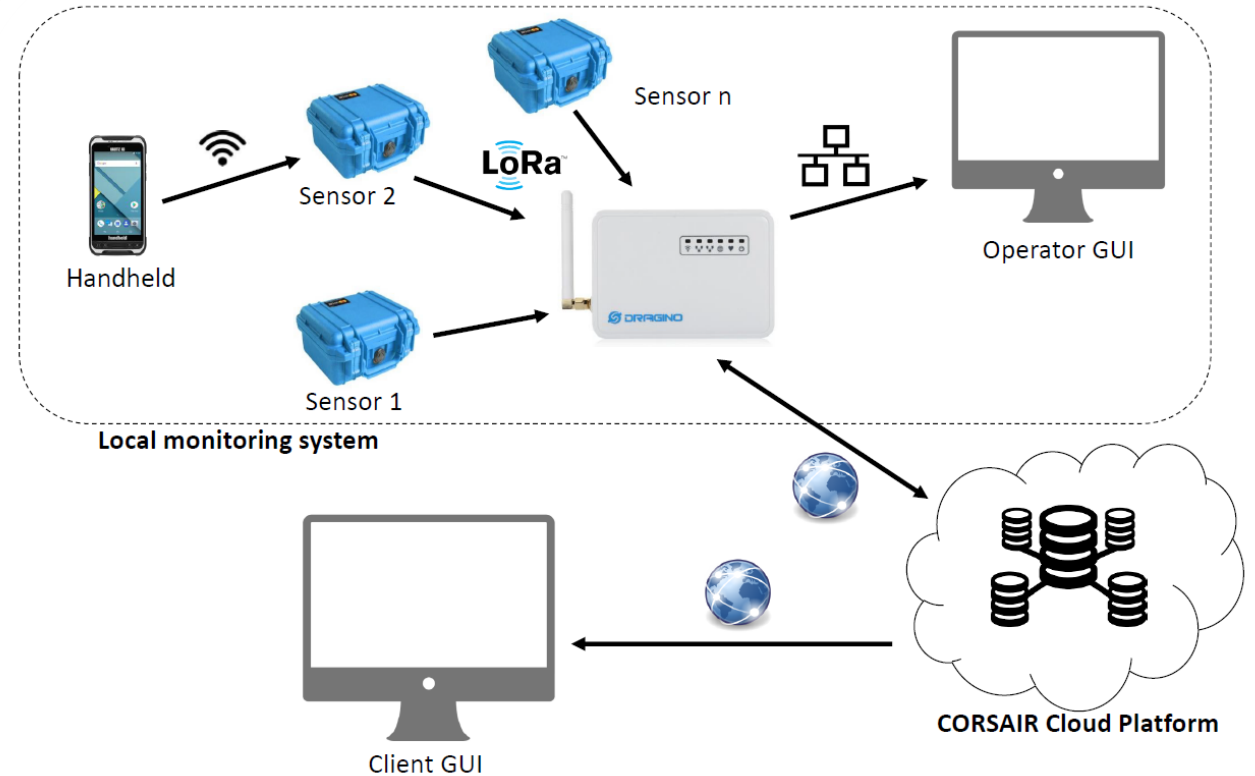 Sensor n
LoRa
Sensor 2
Handheld
Operator GUI
DRAGINO
Sensor 1
Local monitoring system
CORSAIR Cloud Platform
Client GUI